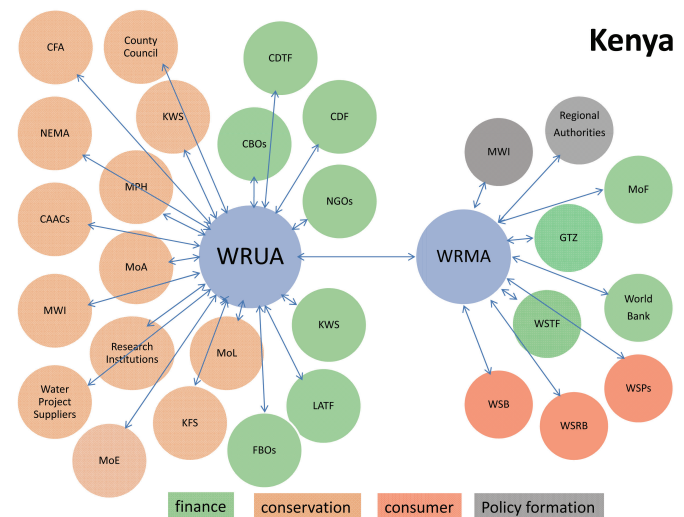 Kenya
CFA
County
Council
CDTF
KWS
CDF
Regional
Authorities
NEMA
CBOs
MWI
MPH
NGOs
MoF
CAACs
GTZ
WRUA
WRMA
MoA
MWI
World
Bank
KWS
WSTF
Research
Institutions
MoL
Water
Project
Suppliers
WSPs
LATF
WSB
KFS
WSRB
FBOs
MoE
finance
conservation
consumer
Policy formation